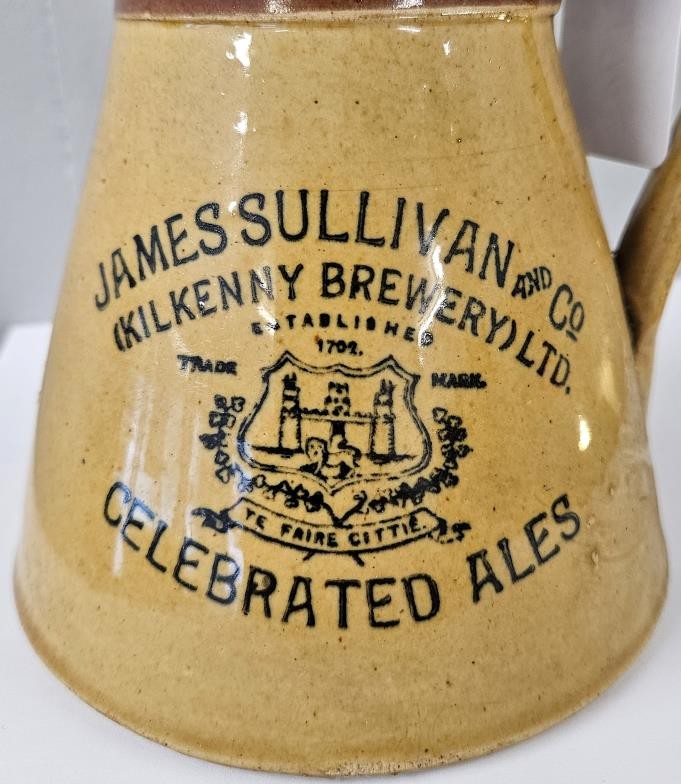 JAMES SULLIVAN AND CO
(KILKENNY BREWERY) LTD.
ESTABLISHED
1702.
TRADE MARK.
YE FAIRE CITTIE.
CELEBRATED ALES